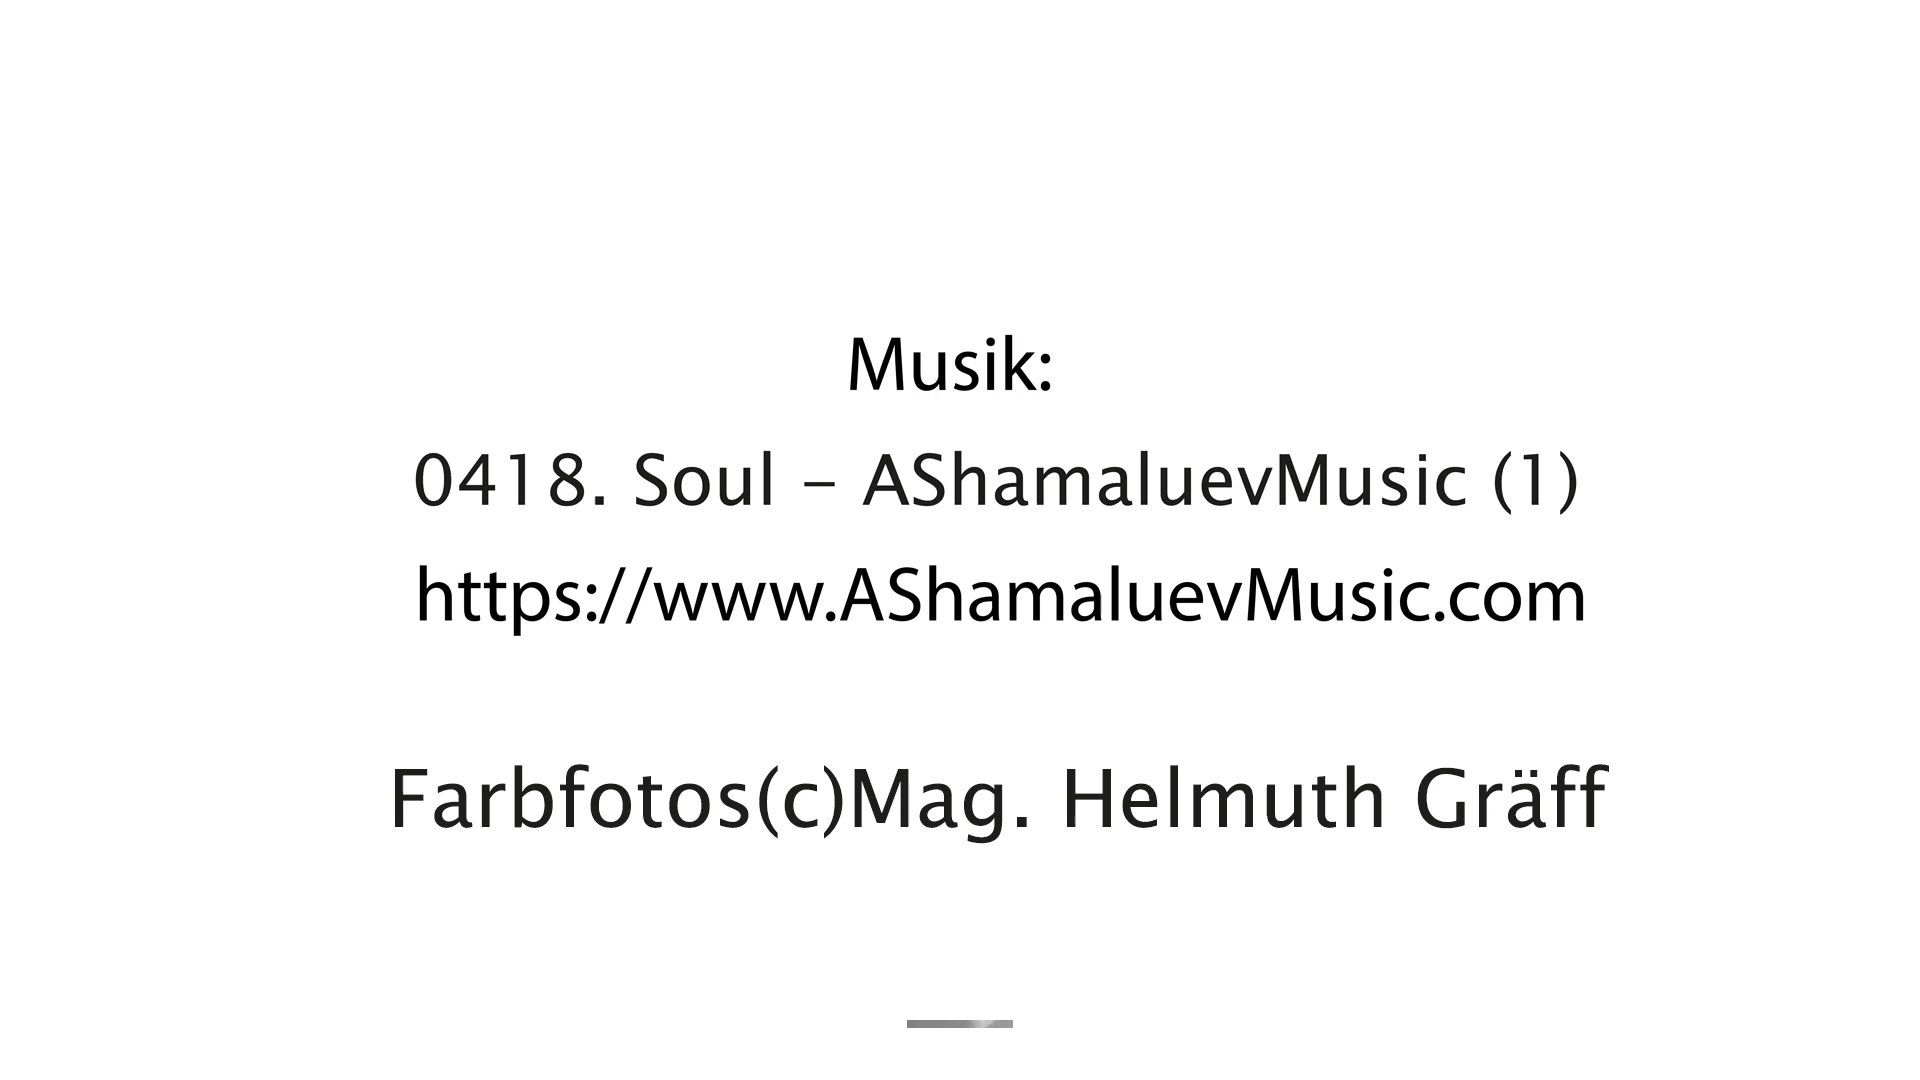 Musik:
0418. Soul – AShamaluevMusic (1)
https://www.AShamaluevMusic.com
Farbfotos(c)Mag. Helmuth Gräff